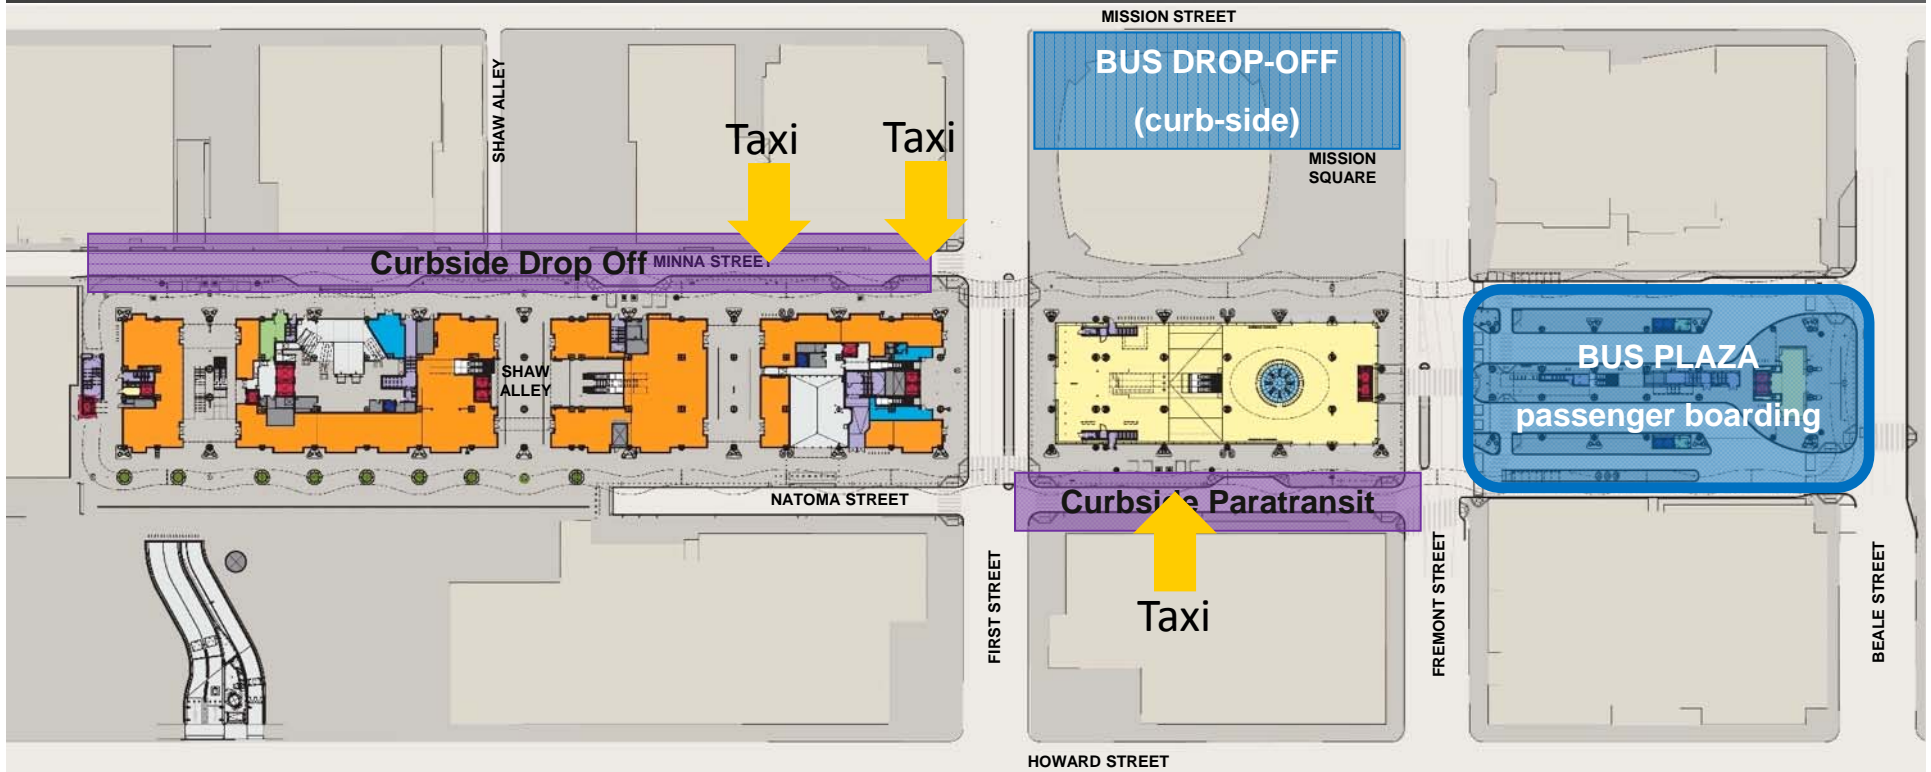 MISSION STREET
BUS DROP-OFF
(curb-side)
SHAW ALLEY
Taxi
Taxi
MISSION
SQUARE
Curbside Drop Off
MINNA STREET
SHAW
ALLEY
BUS PLAZA
passenger boarding
NATOMA STREET
Curbside Paratransit
Taxi
FIRST STREET
FREMONT STREET
BEALE STREET
HOWARD STREET